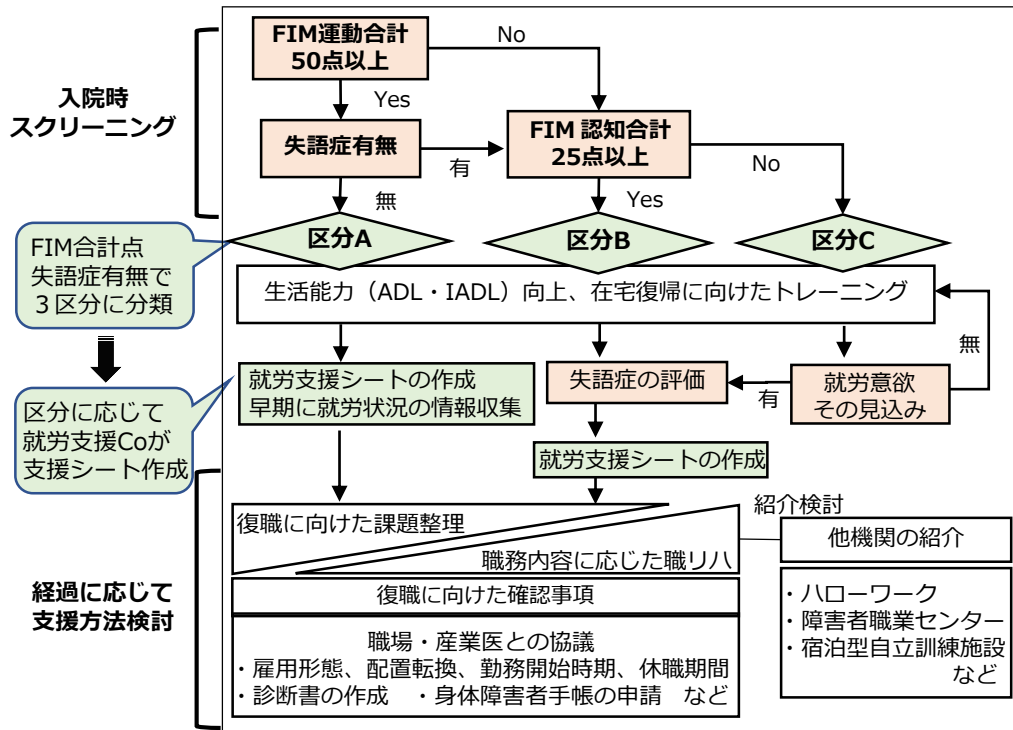 入院時
スクリーニング
FIM運動合計
50点以上
No
Yes
失語症有無
有
無
FIM 認知合計
25点以上
No
Yes
区分A
区分B
区分C
FIM合計点
失語症有無で
３区分に分類
生活能力（ADL・IADL）向上、在宅復帰に向けたトレーニング
無
区分に応じて
就労支援Coが
支援シート作成
就労支援シートの作成
早期に就労状況の情報収集
失語症の評価
有
就労意欲
その見込み
就労支援シートの作成
経過に応じて
支援方法検討
復職に向けた課題整理
職務内容に応じた職リハ
紹介検討
他機関の紹介
・ハローワーク
・障害者職業センター
・宿泊型自立訓練施設
など
復職に向けた確認事項
職場・産業医との協議
・雇用形態、配置転換、勤務開始時期、休職期間
・診断書の作成　・身体障害者手帳の申請　など